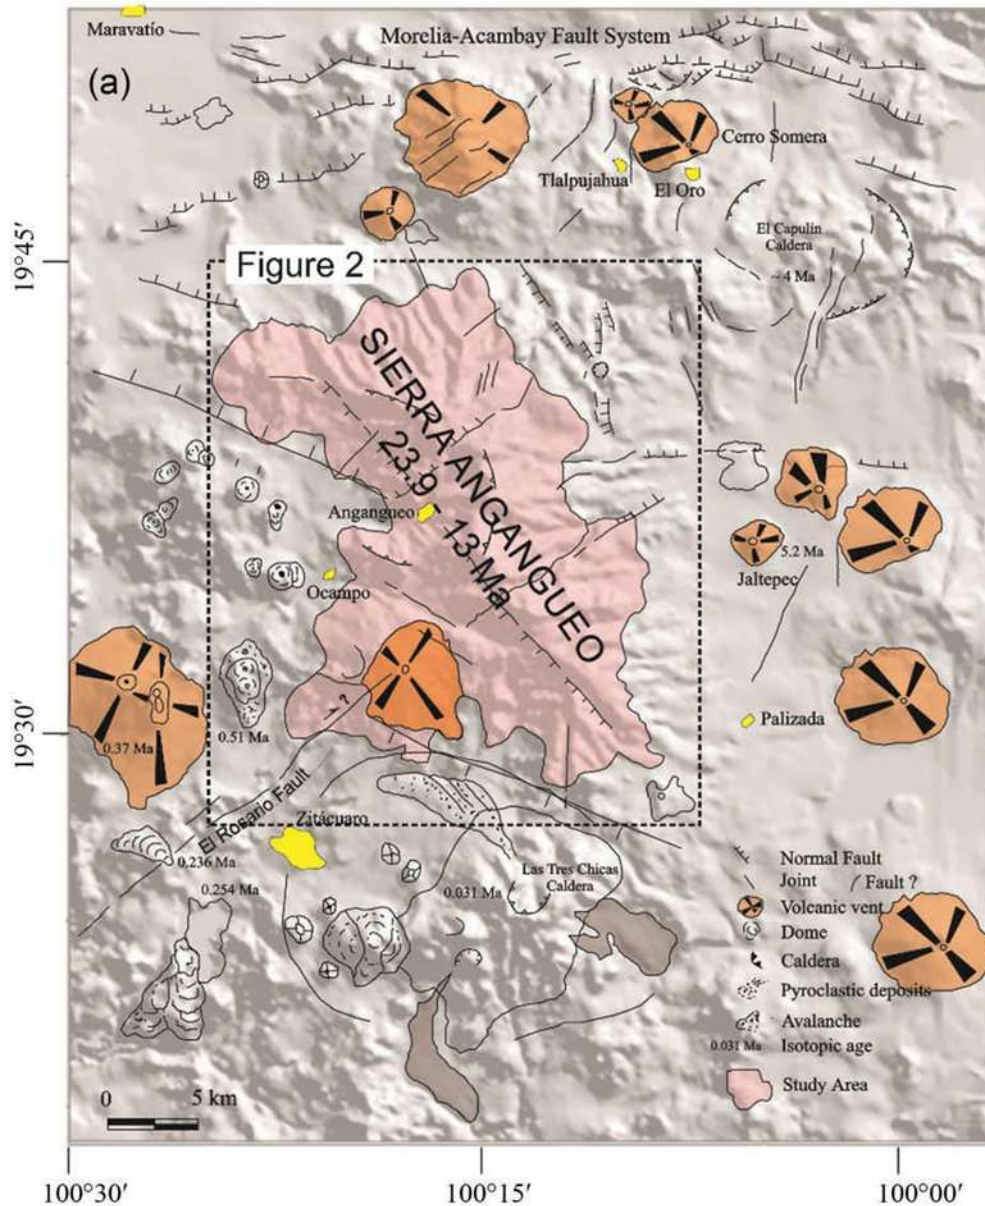 Maravatío
Morelia-Acambay Fault System
(a)
Cerro Somera
Tlalpujahua
El Oro
El Capulin
Caldera
~4 Ma
19°45'
Figure 2
SIERRA ANGANGUEO
23.9 - 13 Ma
Angangueo
Ocampo
5.2 Ma
Jaltepec
19°30'
Palizada
0.37 Ma
0.51 Ma
?
El Rosario Fault
Zitácuaro
0.236 Ma
0.254 Ma
0.031 Ma
Las Tres Chicas
Caldera
Normal Fault
Joint
Fault ?
Volcanic vent
Dome
Caldera
Pyroclastic deposits
Avalanche
0.031 Ma Isotopic age
Study Area
0 5 km
100°30' 100°15' 100°00'